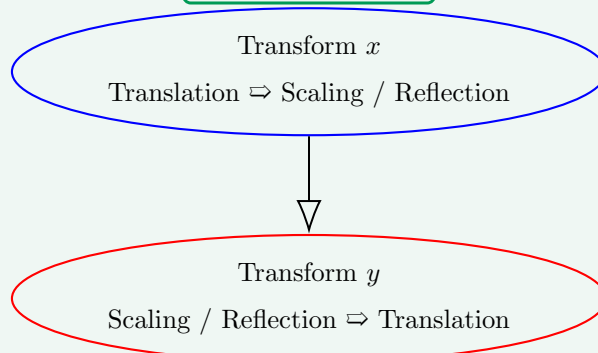 Transform x
Translation ⇨ Scaling / Reflection
Transform y
Scaling / Reflection ⇨ Translation